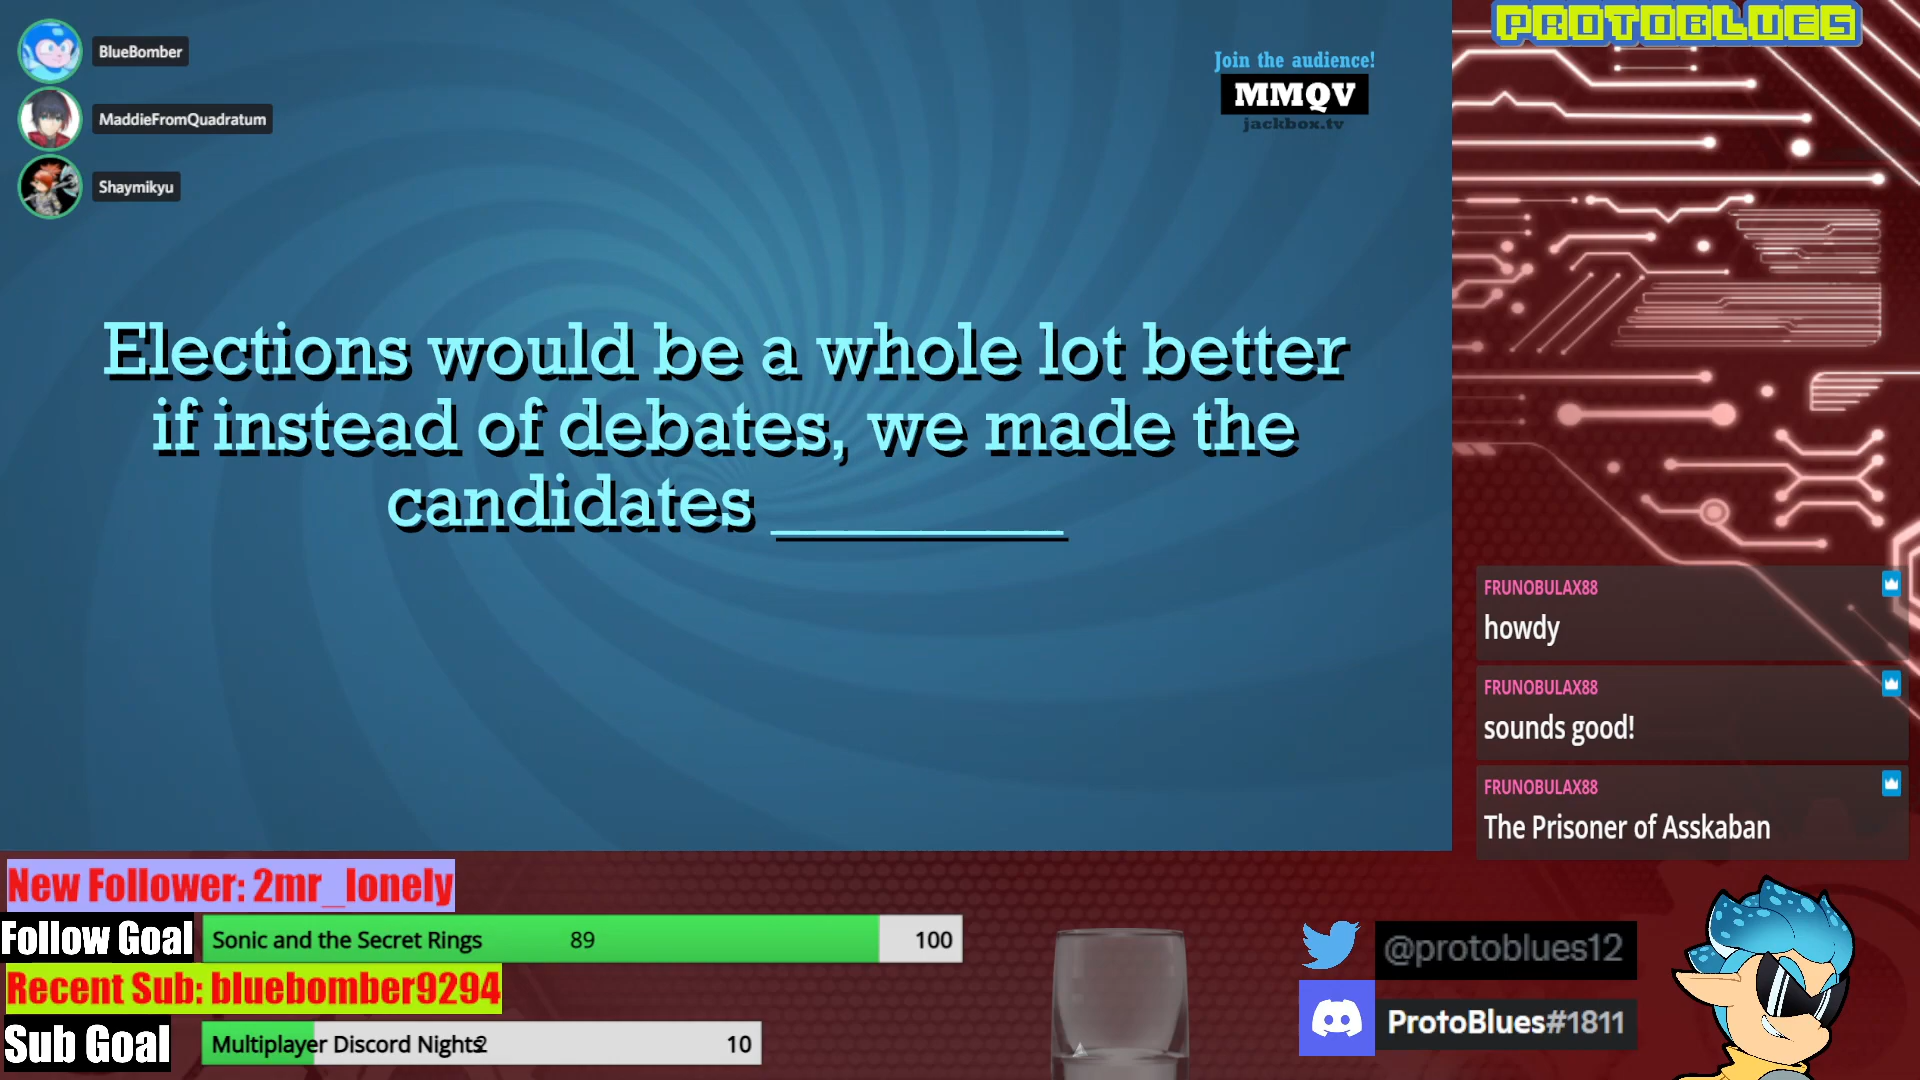 BlueBomber
MaddieFromQuadratum
Shaymikyu
Join the audience!
MMQV
jackbox.tv
Elections would be a whole lot better
if instead of debates, we made the
candidates ________
PROTOBLUES
FRUNOBULAX88
howdy
FRUNOBULAX88
sounds good!
FRUNOBULAX88
The Prisoner of Asskaban
New Follower: 2mr_lonely
Follow Goal
Sonic and the Secret Rings 89 100
Recent Sub: bluebomber9294
Sub Goal
Multiplayer Discord Nights 2 10
@protoblues12
ProtoBlues#1811